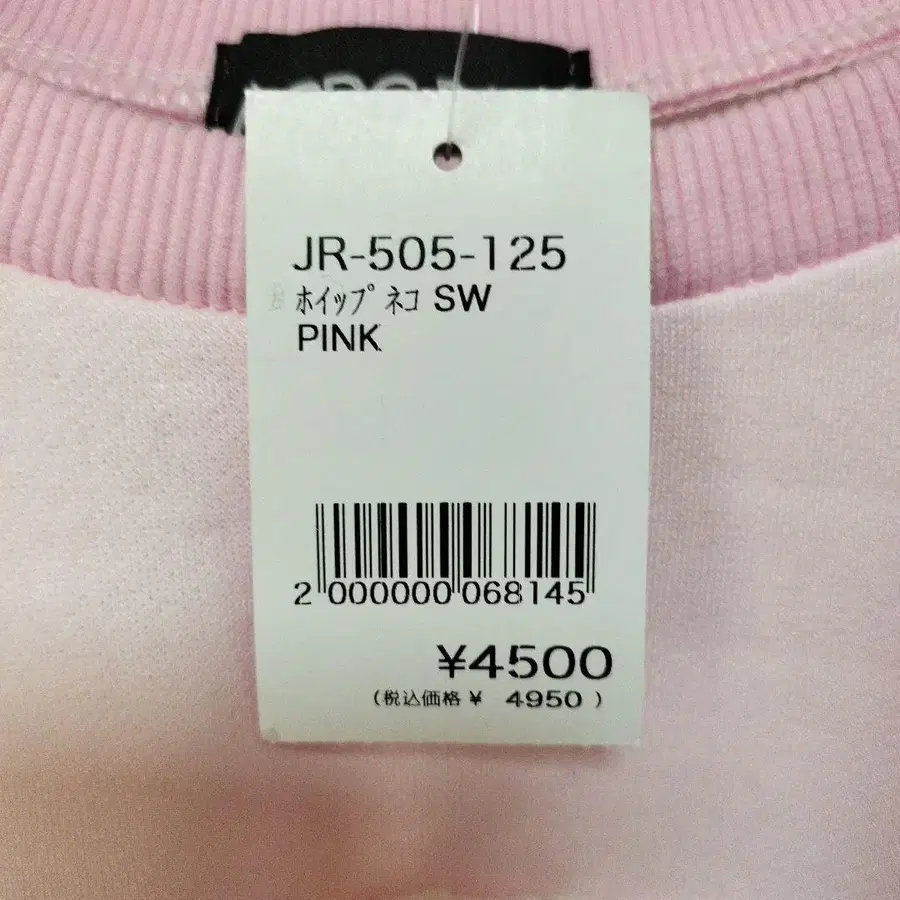 JR-505-125
ﾎｲｯﾌﾟ ﾈｺ SW
PINK
2 000000 068145
¥4500
(税込価格 ¥ 4950 )